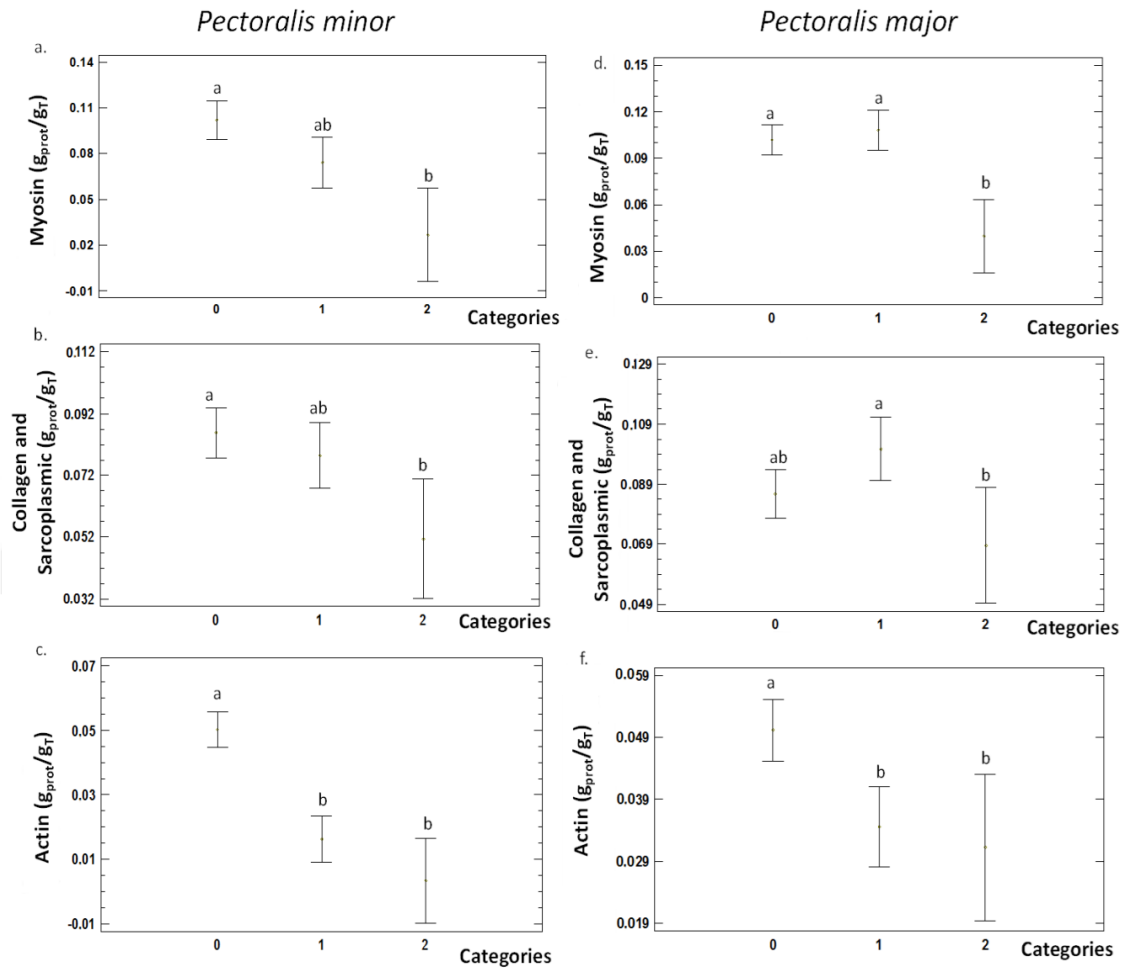 Pectoralis minor
Pectoralis major
a.
Myosin (gprot/gT)
0.14
0.11
0.08
0.05
0.02
-0.01
a
ab
b
0
1
2
Categories
d.
Myosin (gprot/gT)
0.15
0.12
0.09
0.06
0.03
0
a
a
b
0
1
2
Categories
b.
Collagen and
Sarcoplasmic (gprot/gT)
0.112
0.092
0.072
0.052
0.032
a
ab
b
0
1
2
Categories
e.
Collagen and
Sarcoplasmic (gprot/gT)
0.129
0.109
0.089
0.069
0.049
ab
a
b
0
1
2
Categories
c.
Actin (gprot/gT)
0.07
0.05
0.03
0.01
-0.01
a
b
b
0
1
2
Categories
f.
Actin (gprot/gT)
0.059
0.049
0.039
0.029
0.019
a
b
b
0
1
2
Categories